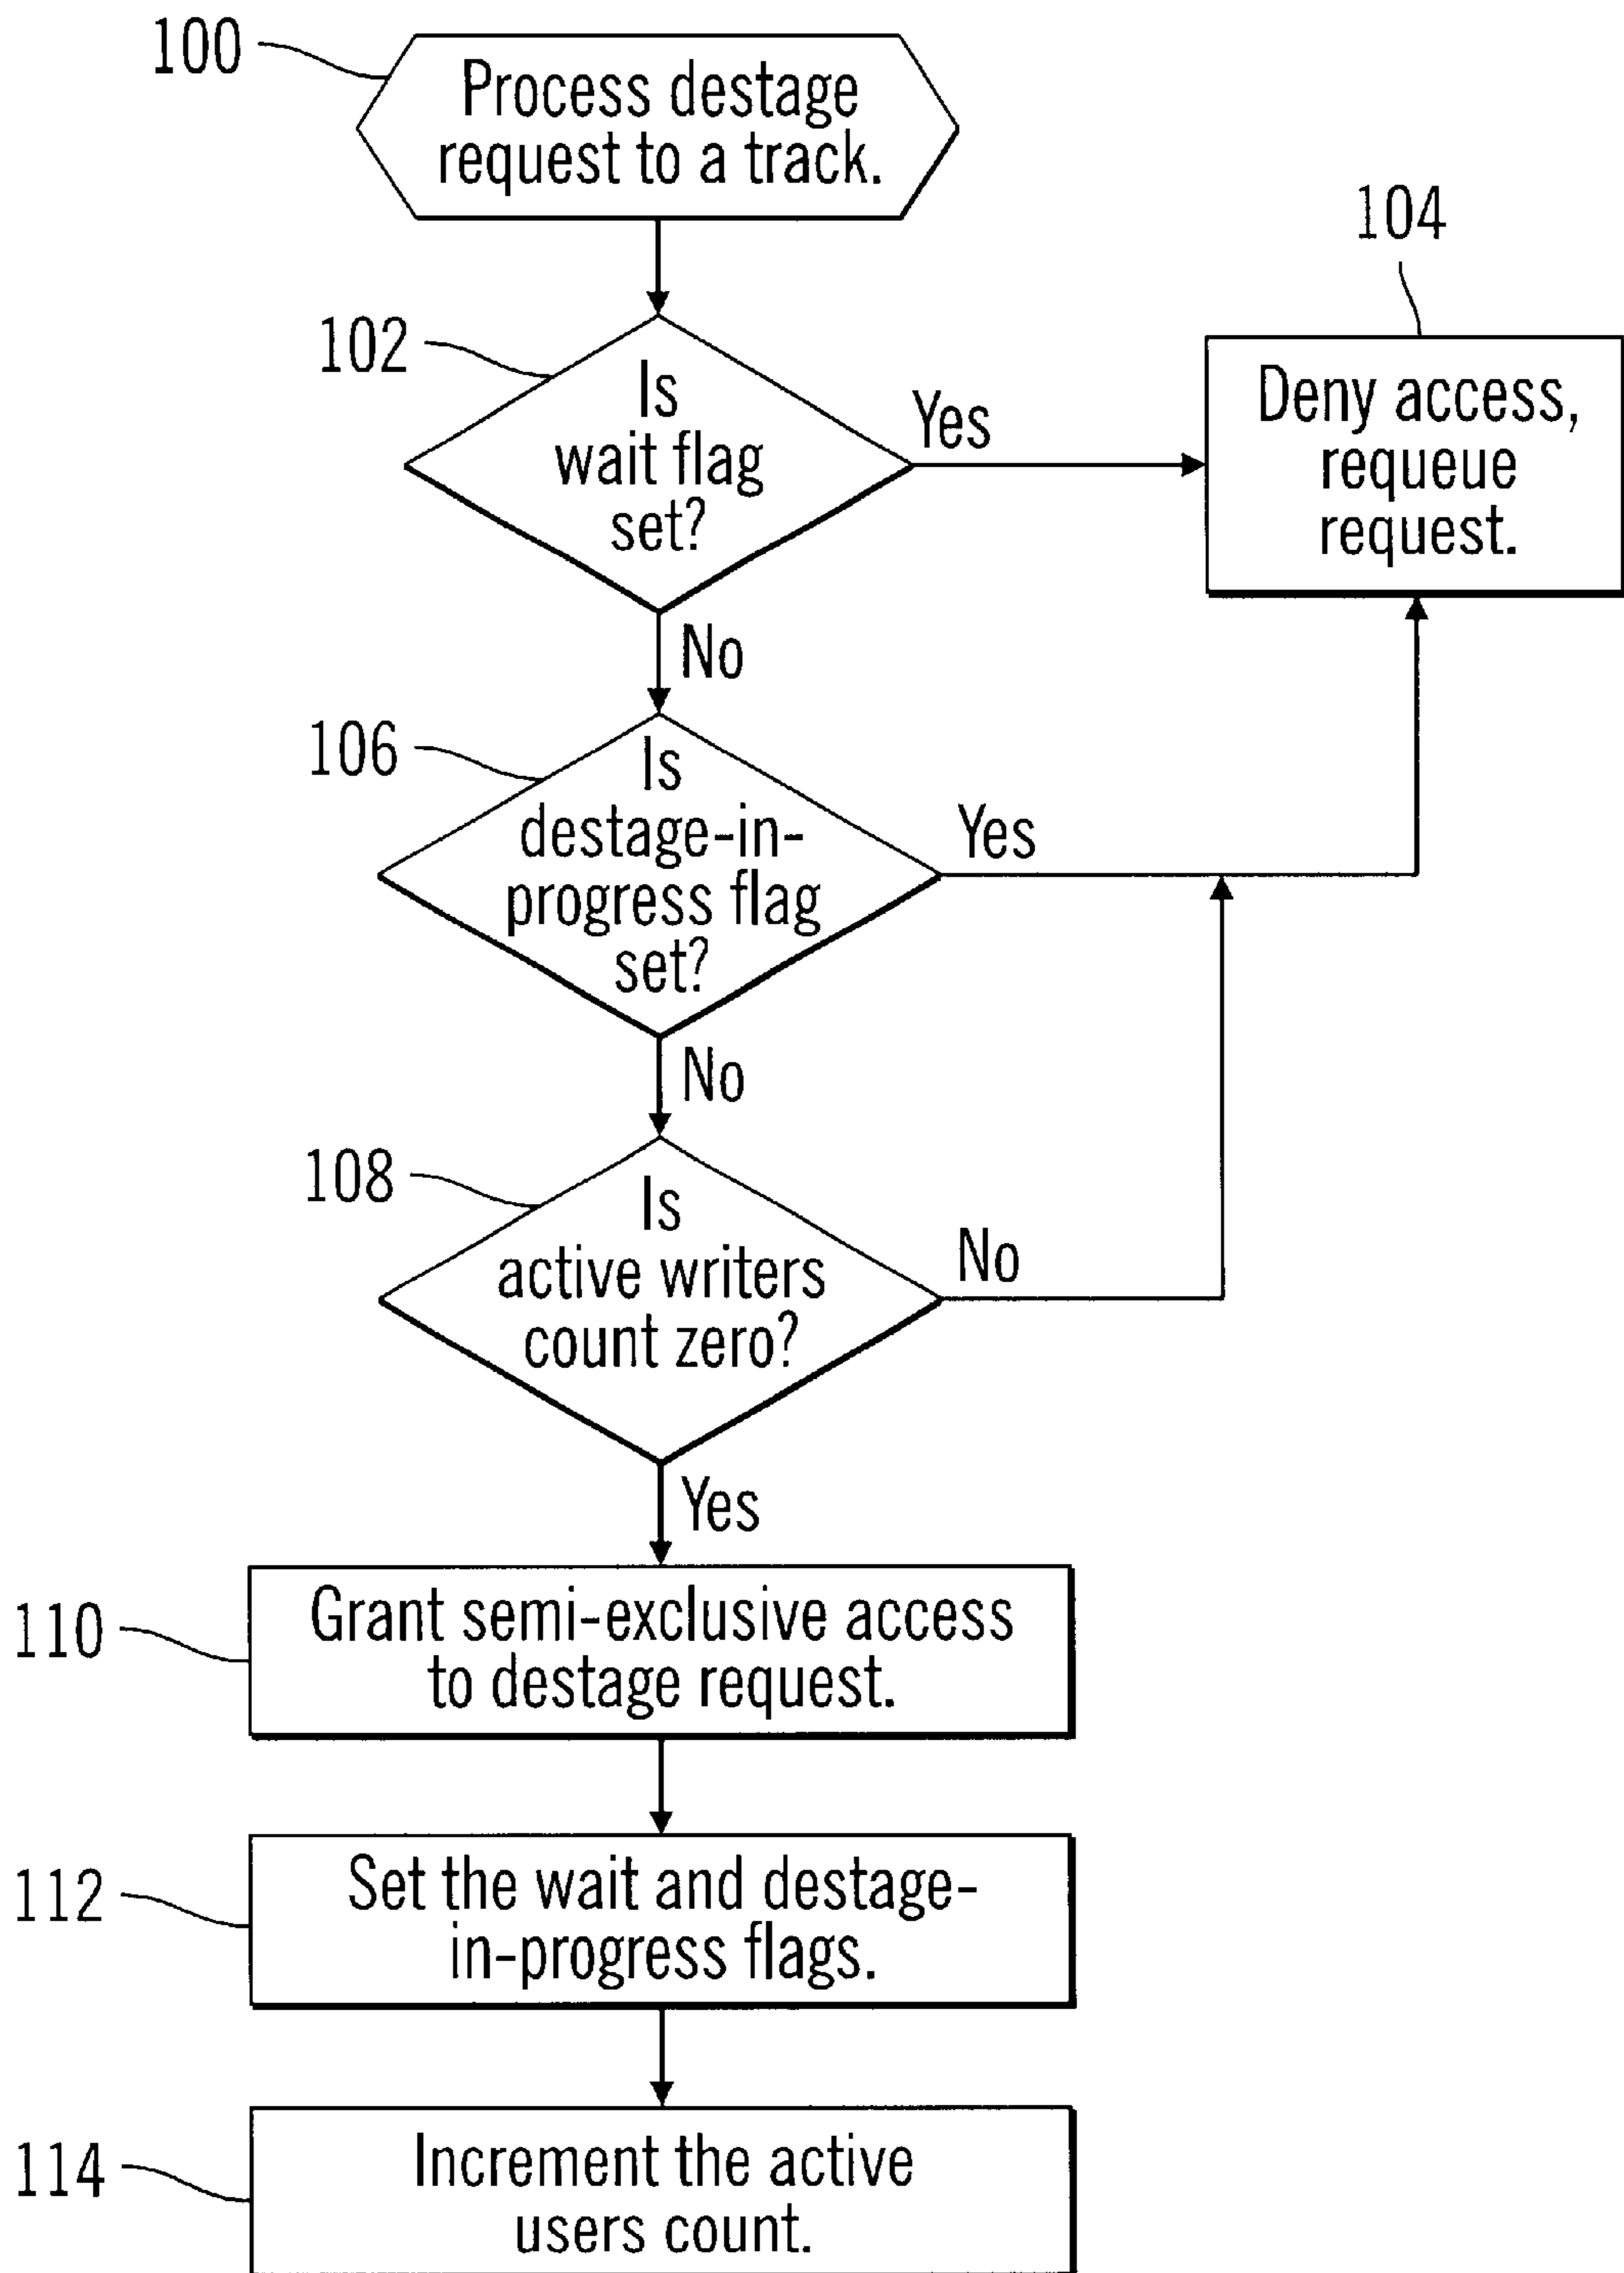 100
Process destage
request to a track.
104
102
Is
wait flag
set?
Yes
Deny access,
requeue
request.
No
106
Is
destage-in-
progress flag
set?
Yes
No
108
Is
active writers
count zero?
No
Yes
110
Grant semi-exclusive access
to destage request.
112
Set the wait and destage-
in-progress flags.
114
Increment the active
users count.